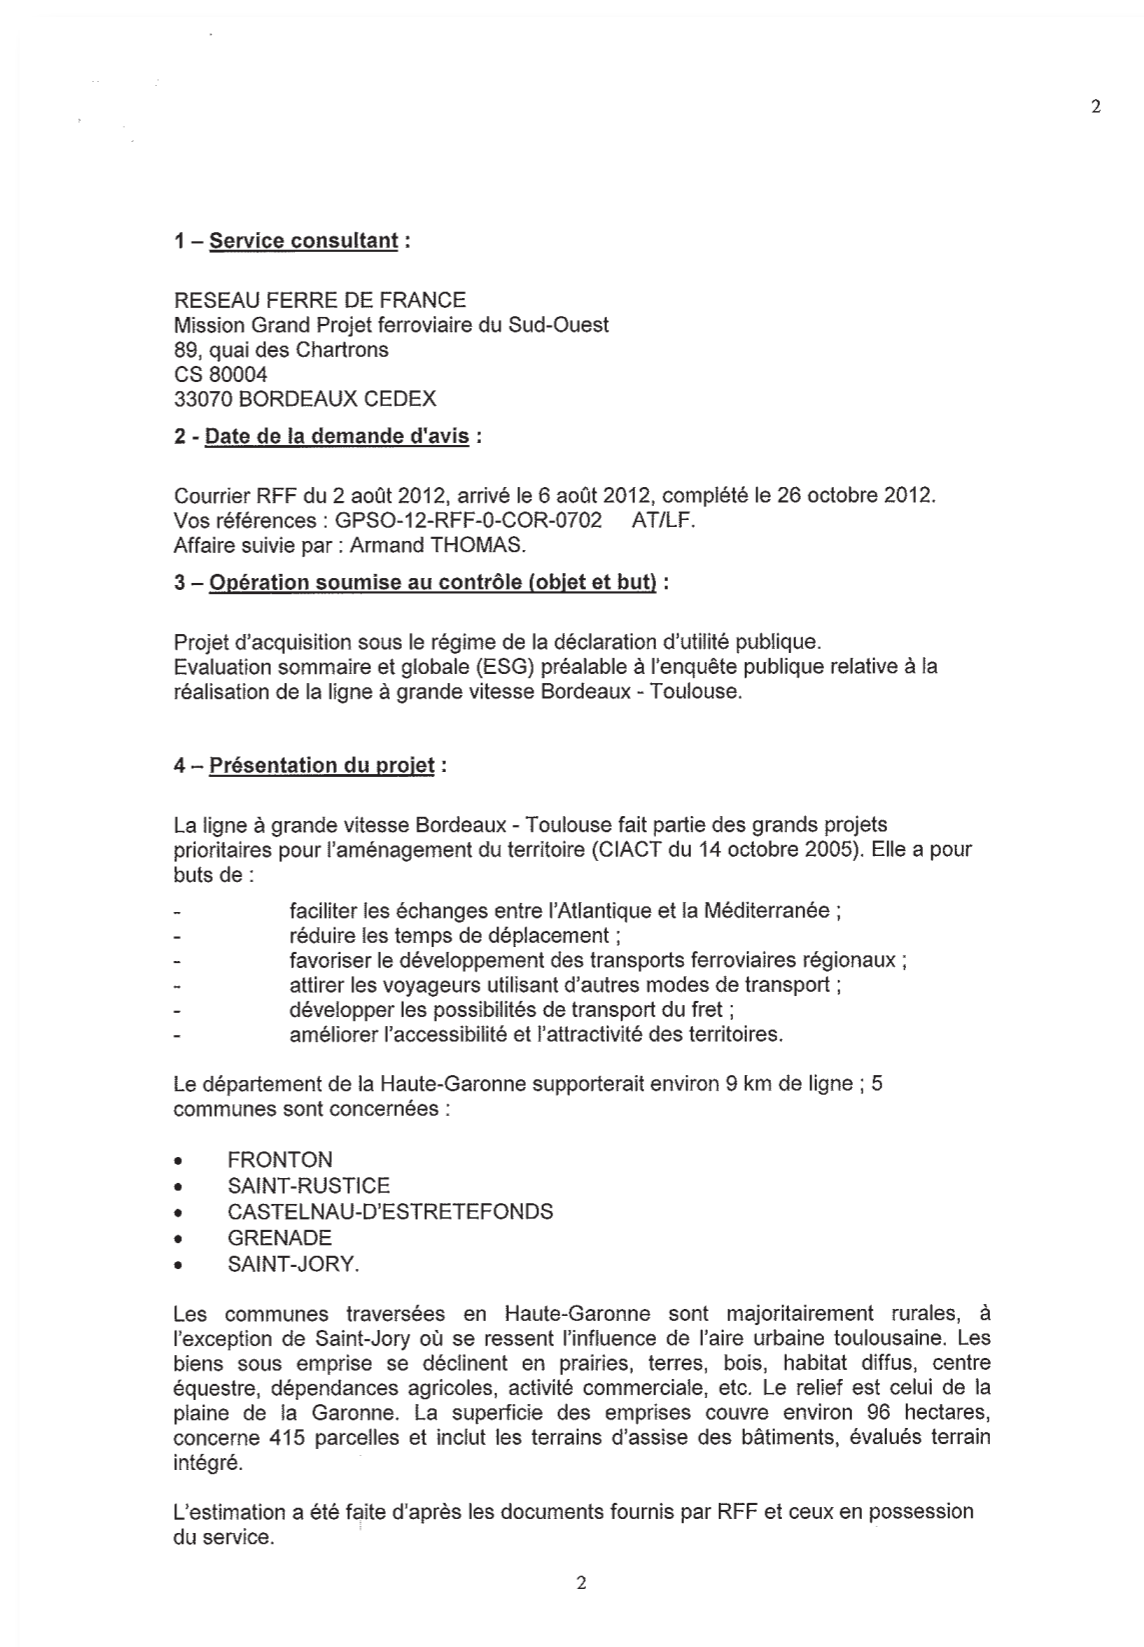 2
1 – Service consultant :
RESEAU FERRE DE FRANCE
Mission Grand Projet ferroviaire du Sud-Ouest
89, quai des Chartrons
CS 80004
33070 BORDEAUX CEDEX
2 - Date de la demande d'avis :
Courrier RFF du 2 août 2012, arrivé le 6 août 2012, complété le 26 octobre 2012.
Vos références : GPSO-12-RFF-0-COR-0702 AT/LF.
Affaire suivie par : Armand THOMAS.
3 – Opération soumise au contrôle (objet et but) :
Projet d'acquisition sous le régime de la déclaration d'utilité publique.
Evaluation sommaire et globale (ESG) préalable à l'enquête publique relative à la
réalisation de la ligne à grande vitesse Bordeaux - Toulouse.
4 – Présentation du projet :
La ligne à grande vitesse Bordeaux - Toulouse fait partie des grands projets
prioritaires pour l'aménagement du territoire (CIACT du 14 octobre 2005). Elle a pour
buts de :
- faciliter les échanges entre l'Atlantique et la Méditerranée ;
- réduire les temps de déplacement ;
- favoriser le développement des transports ferroviaires régionaux ;
- attirer les voyageurs utilisant d'autres modes de transport ;
- développer les possibilités de transport du fret ;
- améliorer l'accessibilité et l'attractivité des territoires.
Le département de la Haute-Garonne supporterait environ 9 km de ligne ; 5
communes sont concernées :
• FRONTON
• SAINT-RUSTICE
• CASTELNAU-D'ESTRETEFONDS
• GRENADE
• SAINT-JORY.
Les communes traversées en Haute-Garonne sont majoritairement rurales, à
l'exception de Saint-Jory où se ressent l'influence de l'aire urbaine toulousaine. Les
biens sous emprise se déclinent en prairies, terres, bois, habitat diffus, centre
équestre, dépendances agricoles, activité commerciale, etc. Le relief est celui de la
plaine de la Garonne. La superficie des emprises couvre environ 96 hectares,
concerne 415 parcelles et inclut les terrains d'assise des bâtiments, évalués terrain
intégré.
L'estimation a été faite d'après les documents fournis par RFF et ceux en possession
du service.
2